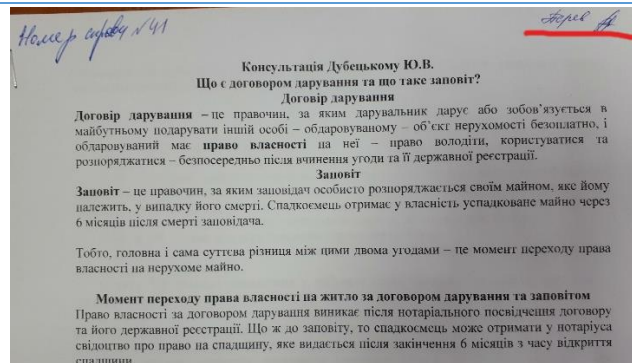 Номер справи №41
Консультація Дубецькому Ю.В.
Що є договором дарування та що таке заповіт?
Договір дарування
Договір дарування – це правочин, за яким дарувальник дарує або зобов'язується в
майбутньому подарувати іншій особі – обдаровуваному – об'єкт нерухомості безоплатно, і
обдаровуваний має право власності на неї – право володіти, користуватися та
розпоряджатися – безпосередньо після вчинення угоди та її державної реєстрації.
Заповіт
Заповіт – це правочин, за яким заповідач особисто розпоряджається своїм майном, яке йому
належить, у випадку його смерті. Спадкоємець отримає у власність успадковане майно через
6 місяців після смерті заповідача.
Тобто, головна і сама суттєва різниця між цими двома угодами – це момент переходу права
власності на нерухоме майно.
Момент переходу права власності на житло за договором дарування та заповітом
Право власності за договором дарування виникає після нотаріального посвідчення договору
та його державної реєстрації. Що ж до заповіту, то спадкоємець може отримати у нотаріуса
свідоцтво про право на спадщину, яке видається після закінчення 6 місяців з часу відкриття
спадщини